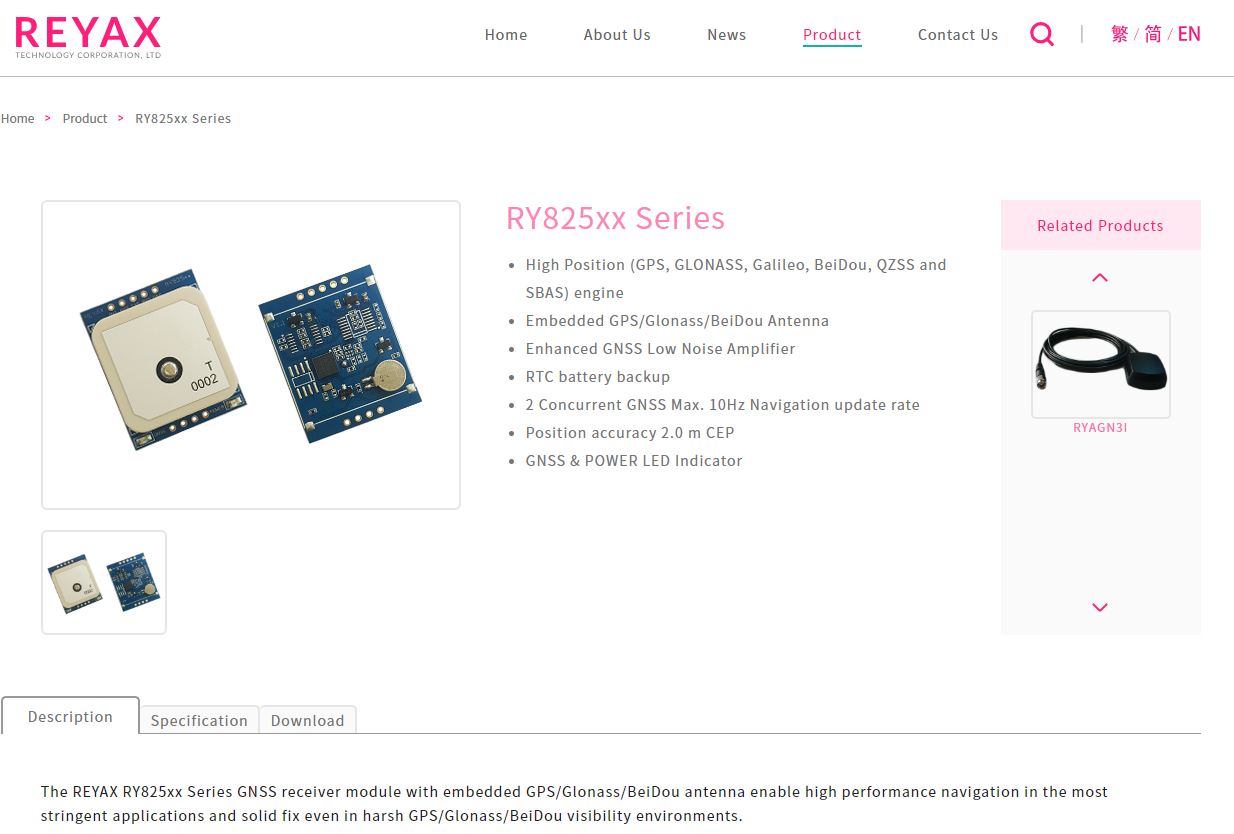 REYAX
TECHNOLOGY CORPORATION, LTD
Home
About Us
News
Product
Contact Us
繁 / 简 / EN
Home > Product > RY825xx Series
T
0002
RY825xx Series
High Position (GPS, GLONASS, Galileo, BeiDou, QZSS and
SBAS) engine
Embedded GPS/Glonass/BeiDou Antenna
Enhanced GNSS Low Noise Amplifier
RTC battery backup
2 Concurrent GNSS Max. 10Hz Navigation update rate
Position accuracy 2.0 m CEP
GNSS & POWER LED Indicator
Related Products
RYAGN3I
Description
Specification
Download
The REYAX RY825xx Series GNSS receiver module with embedded GPS/Glonass/BeiDou antenna enable high performance navigation in the most
stringent applications and solid fix even in harsh GPS/Glonass/BeiDou visibility environments.